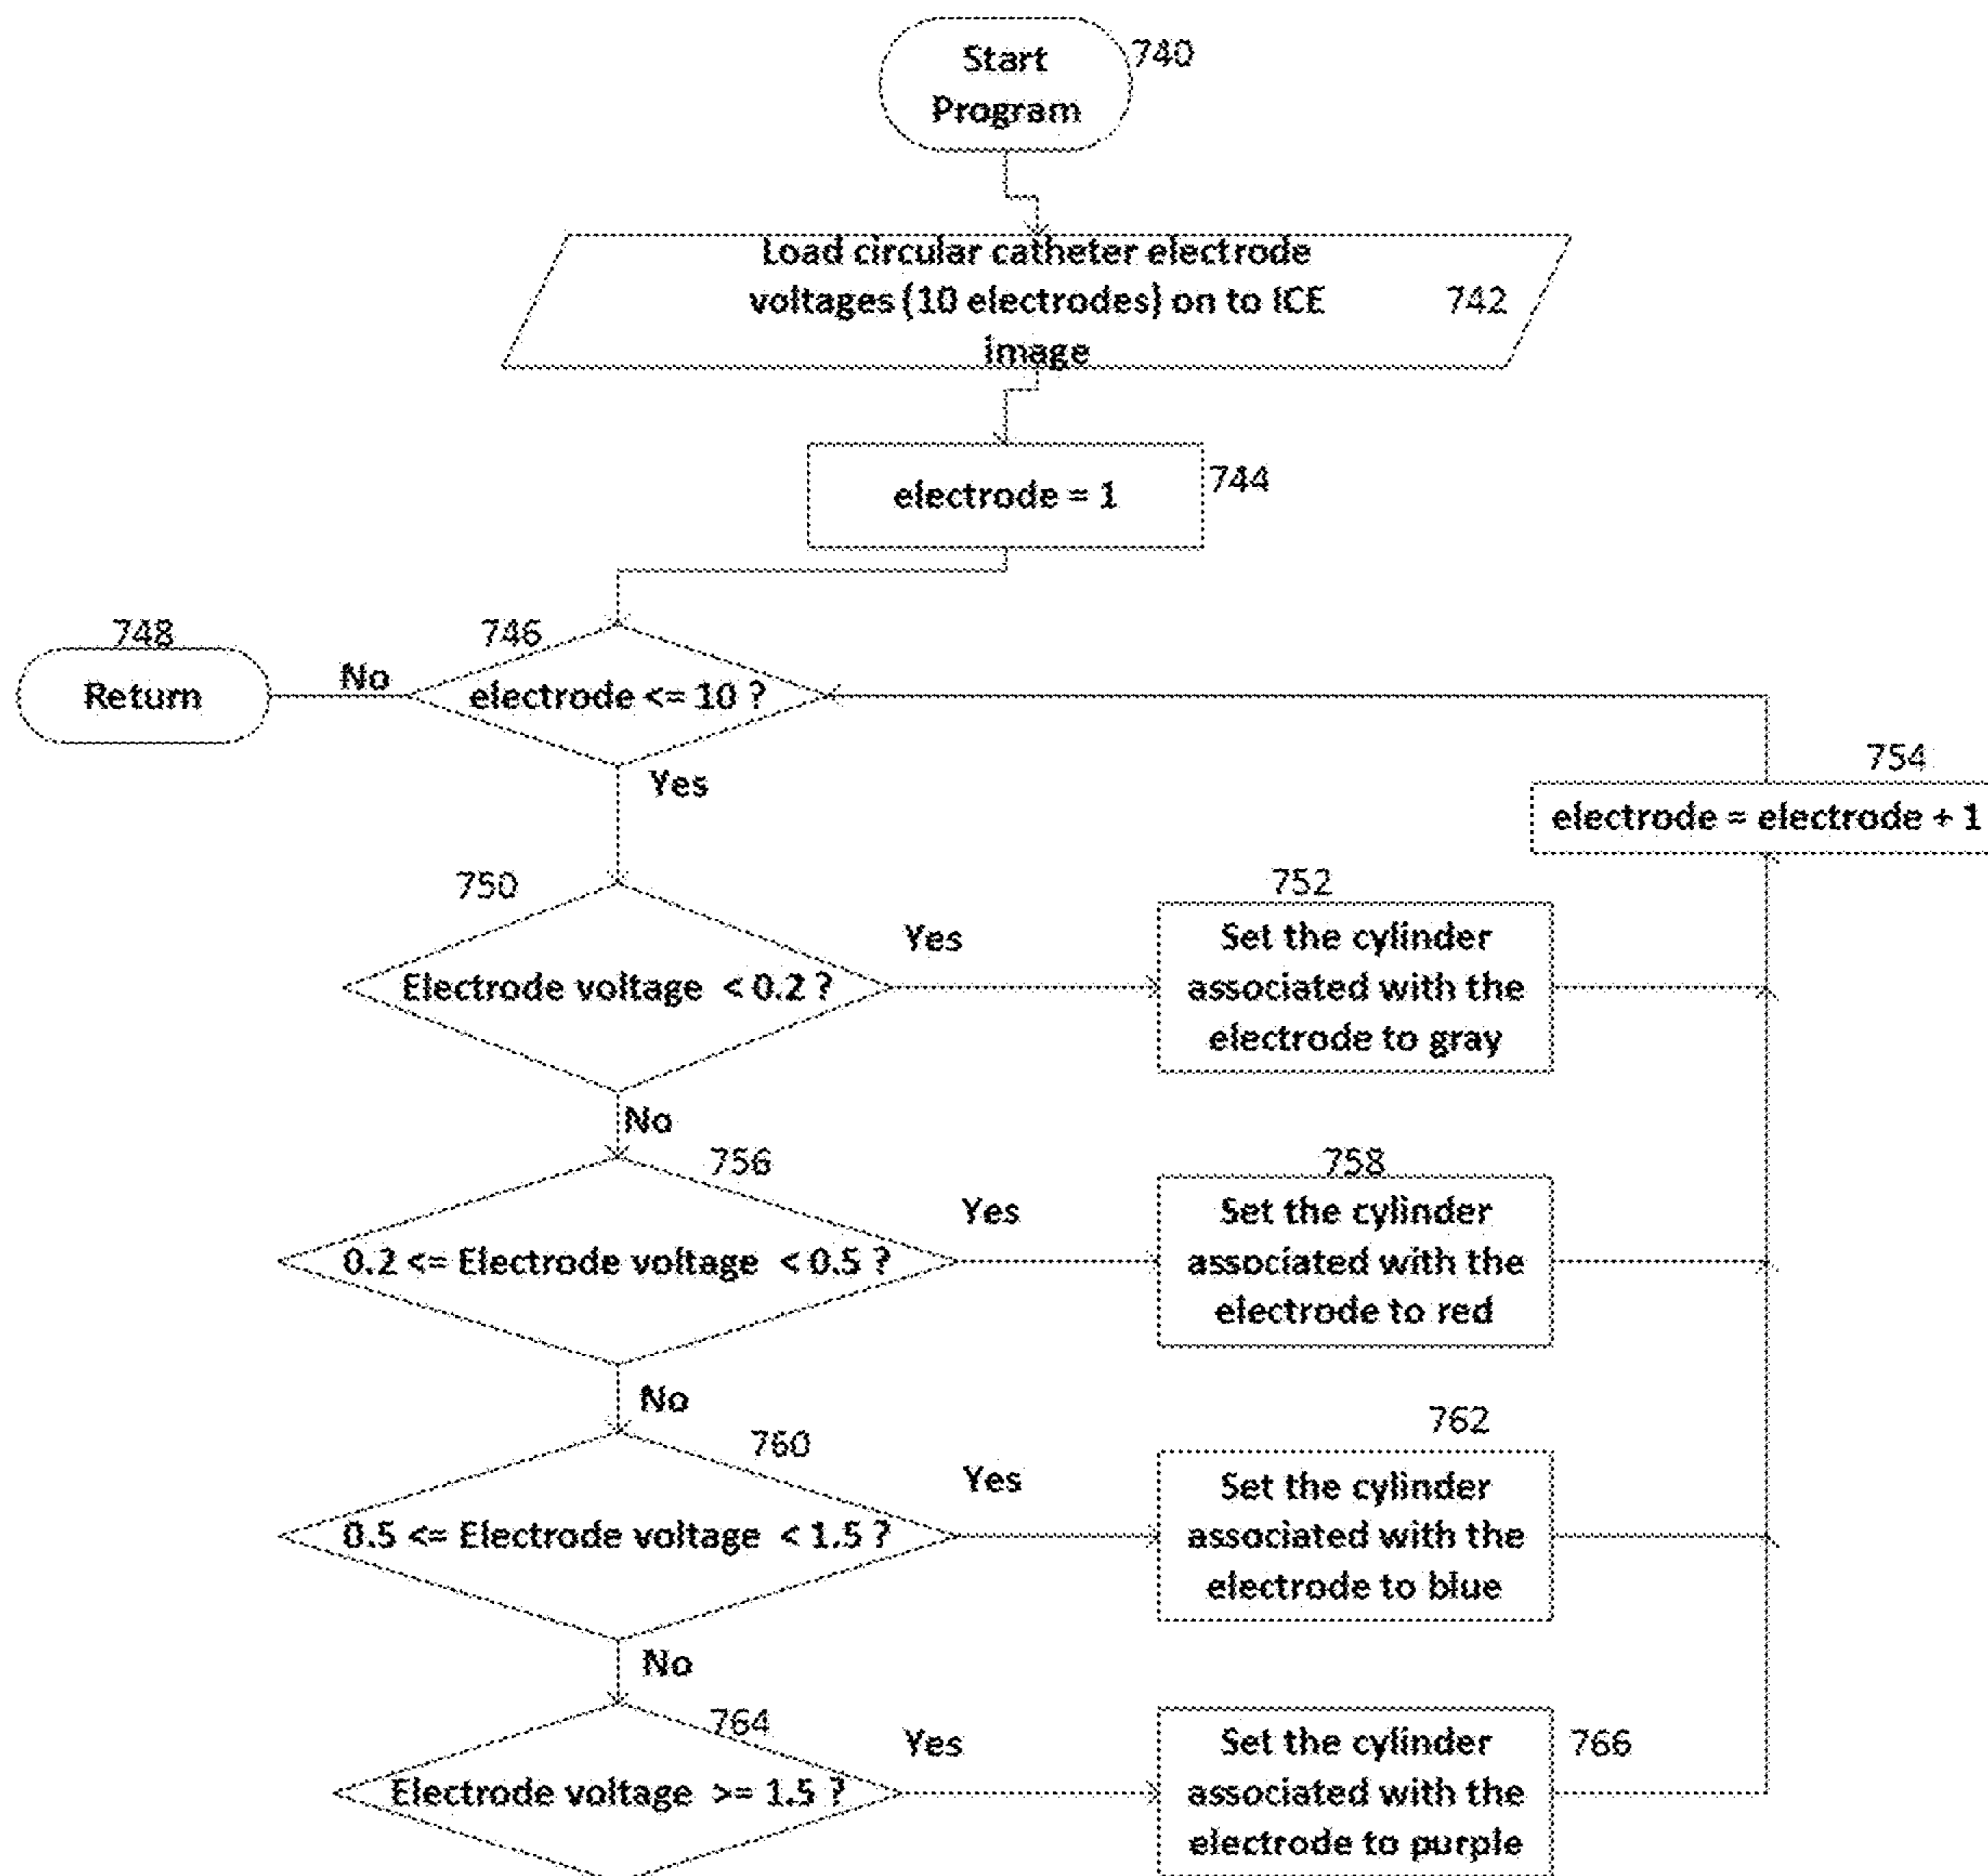 Start
Program
740
Load circular catheter electrode
voltages (10 electrodes) on to ICE
image
742
electrode = 1
744
748
Return
No
746
electrode <= 10 ?
Yes
754
electrode = electrode + 1
750
Electrode voltage < 0.2 ?
Yes
752
Set the cylinder
associated with the
electrode to gray
No
756
0.2 <= Electrode voltage < 0.5 ?
Yes
758
Set the cylinder
associated with the
electrode to red
No
760
0.5 <= Electrode voltage < 1.5 ?
Yes
762
Set the cylinder
associated with the
electrode to blue
No
764
Electrode voltage >= 1.5 ?
Yes
Set the cylinder
associated with the
electrode to purple
766